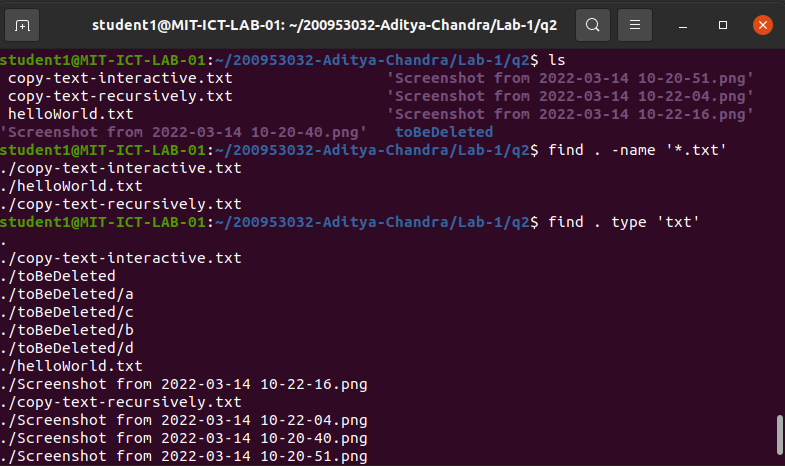 student1@MIT-ICT-LAB-01: ~/200953032-Aditya-Chandra/Lab-1/q2
student1@MIT-ICT-LAB-01:~/200953032-Aditya-Chandra/Lab-1/q2$ ls
copy-text-interactive.txt 'Screenshot from 2022-03-14 10-20-51.png'
copy-text-recursively.txt 'Screenshot from 2022-03-14 10-22-04.png'
helloWorld.txt 'Screenshot from 2022-03-14 10-22-16.png'
'Screenshot from 2022-03-14 10-20-40.png' toBeDeleted
student1@MIT-ICT-LAB-01:~/200953032-Aditya-Chandra/Lab-1/q2$ find . -name '*.txt'
./copy-text-interactive.txt
./helloWorld.txt
./copy-text-recursively.txt
student1@MIT-ICT-LAB-01:~/200953032-Aditya-Chandra/Lab-1/q2$ find . type 'txt'
.
./copy-text-interactive.txt
./toBeDeleted
./toBeDeleted/a
./toBeDeleted/c
./toBeDeleted/b
./toBeDeleted/d
./helloWorld.txt
./Screenshot from 2022-03-14 10-22-16.png
./copy-text-recursively.txt
./Screenshot from 2022-03-14 10-22-04.png
./Screenshot from 2022-03-14 10-20-40.png
./Screenshot from 2022-03-14 10-20-51.png